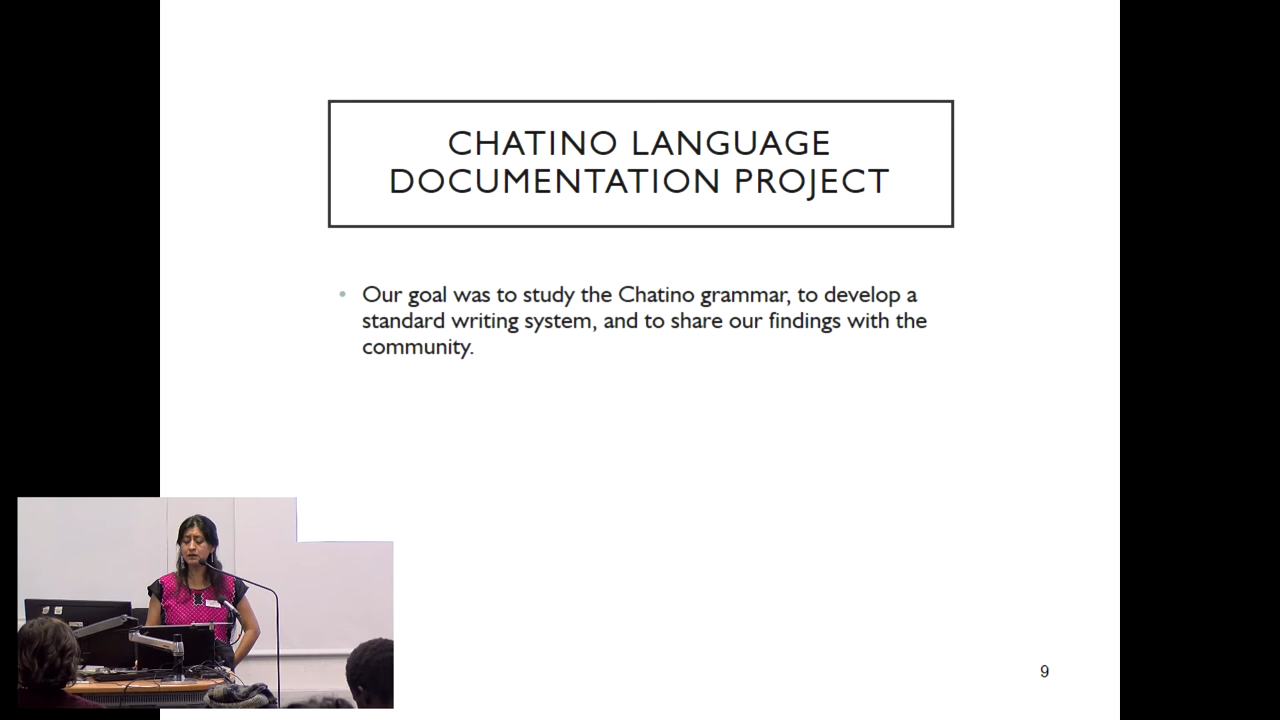 CHATINO LANGUAGE
DOCUMENTATION PROJECT
• Our goal was to study the Chatino grammar, to develop a
standard writing system, and to share our findings with the
community.
9